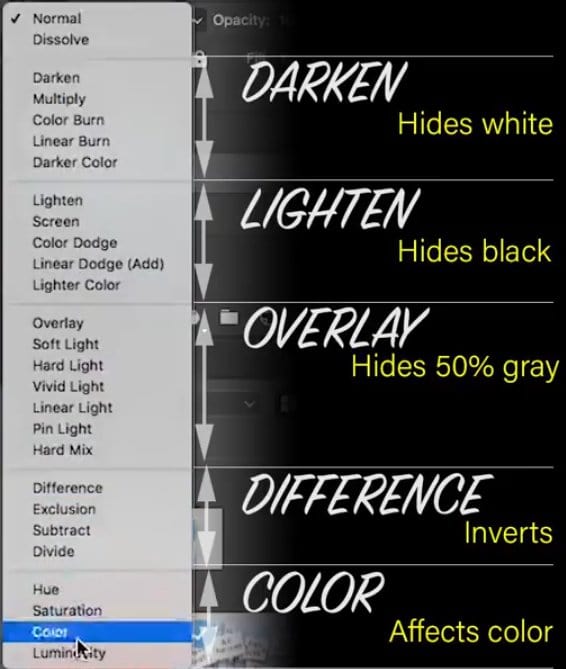 ✓ Normal
Dissolve
Opacity:
Fill
Darken
Multiply
Color Burn
Linear Burn
Darker Color
DARKEN
Hides white
Lighten
Screen
Color Dodge
Linear Dodge (Add)
Lighter Color
LIGHTEN
Hides black
Overlay
Soft Light
Hard Light
Vivid Light
Linear Light
Pin Light
Hard Mix
OVERLAY
Hides 50% gray
Difference
Exclusion
Subtract
Divide
DIFFERENCE
Inverts
Hue
Saturation
Color
Luminosity
COLOR
Affects color